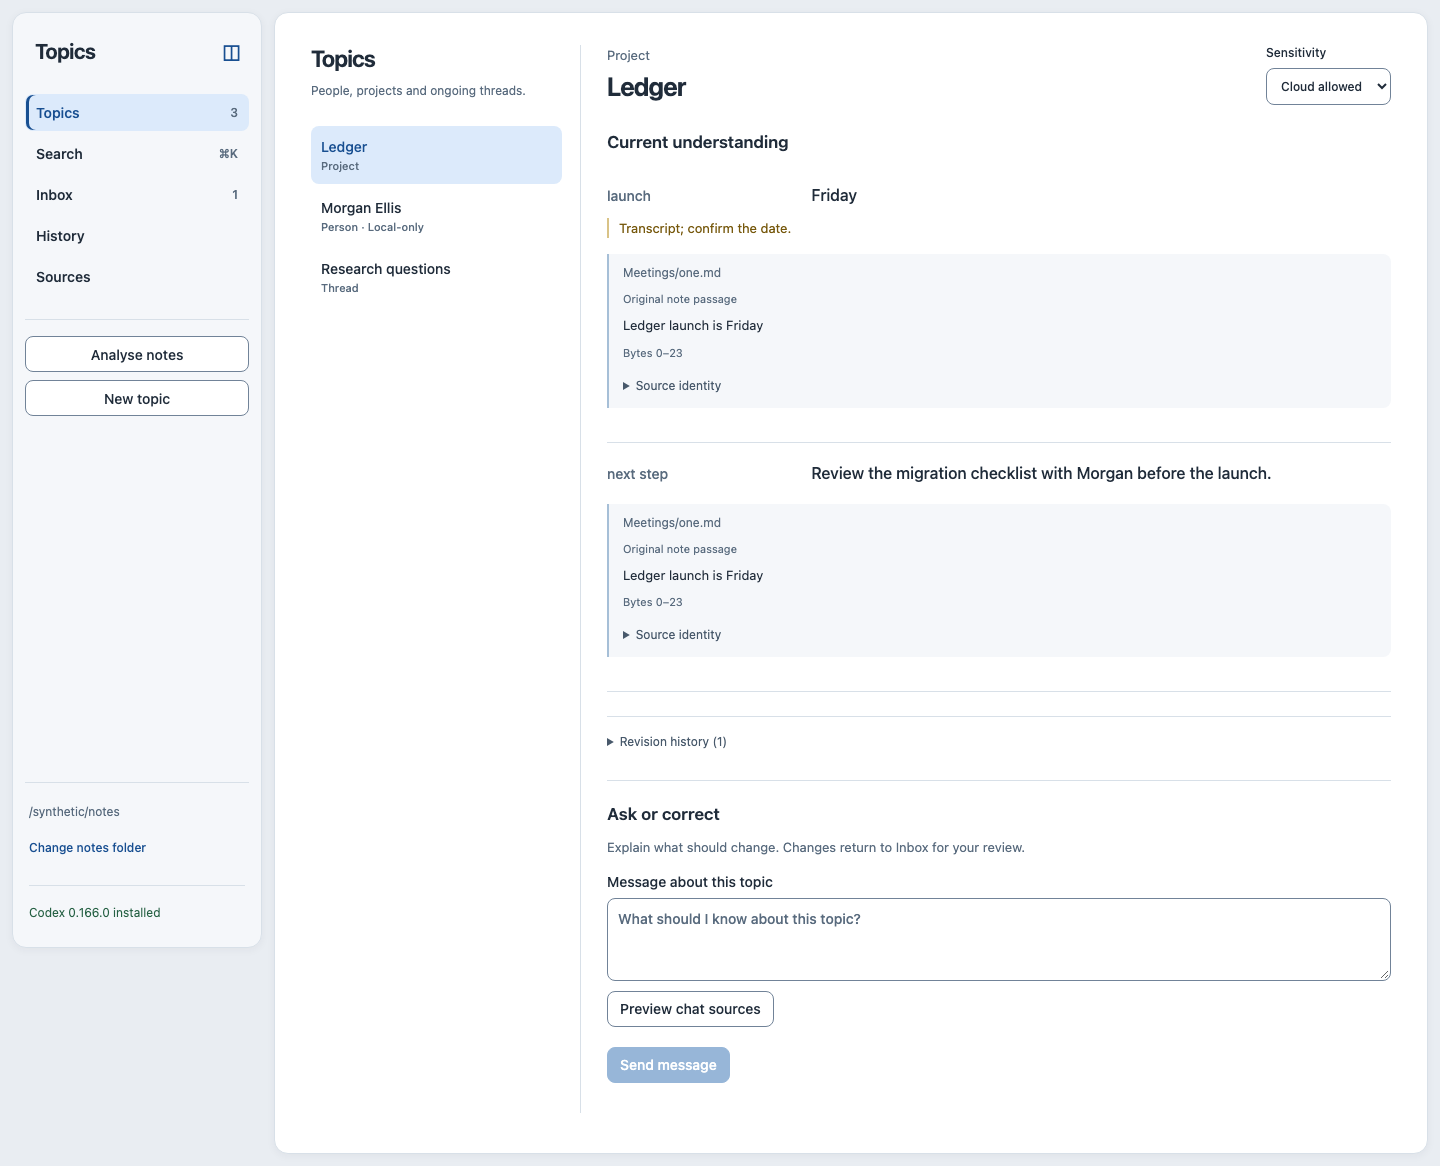 Topics
Topics 3
Search ⌘K
Inbox 1
History
Sources
Analyse notes
New topic
/synthetic/notes
Change notes folder
Codex 0.166.0 installed
Topics
People, projects and ongoing threads.
Ledger
Project
Morgan Ellis
Person · Local-only
Research questions
Thread
Project
Ledger
Sensitivity
Cloud allowed
Current understanding
launch Friday
Transcript; confirm the date.
Meetings/one.md
Original note passage
Ledger launch is Friday
Bytes 0–23
Source identity
next step Review the migration checklist with Morgan before the launch.
Meetings/one.md
Original note passage
Ledger launch is Friday
Bytes 0–23
Source identity
Revision history (1)
Ask or correct
Explain what should change. Changes return to Inbox for your review.
Message about this topic
What should I know about this topic?
Preview chat sources
Send message